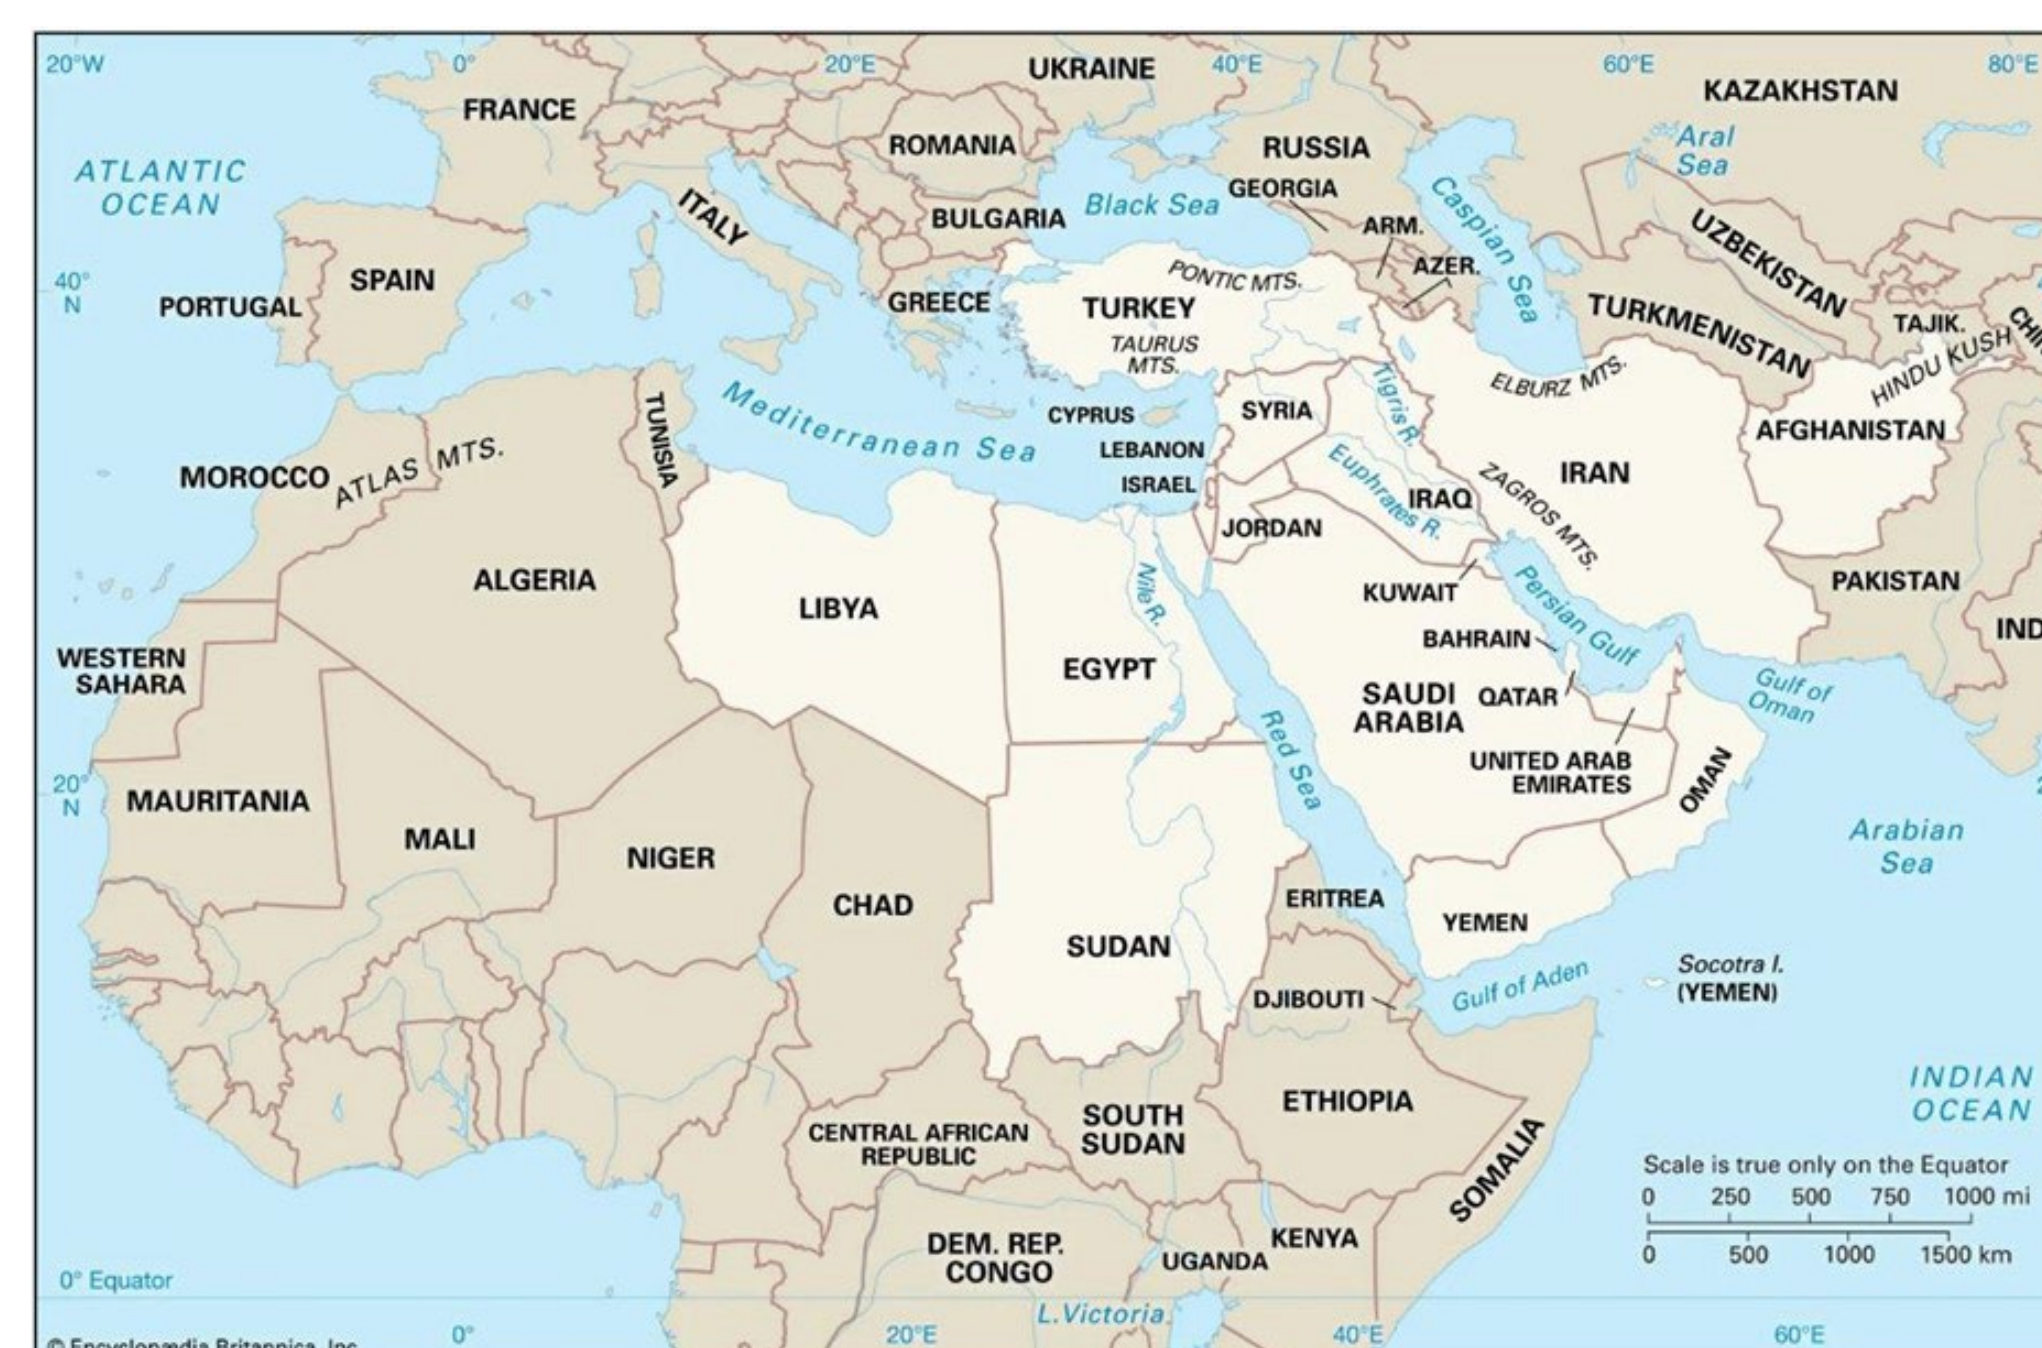 20°W
0°
20°E
UKRAINE
40°E
60°E
80°E
KAZAKHSTAN
FRANCE
ROMANIA
RUSSIA
Aral
Sea
ATLANTIC
OCEAN
ITALY
BULGARIA
Black Sea
GEORGIA
ARM.
AZER.
Caspian Sea
UZBEKISTAN
40°
N
PORTUGAL
SPAIN
GREECE
PONTIC MTS.
TURKEY
TAURUS
MTS.
TURKMENISTAN
TAJIK.
HINDU KUSH
ELBURZ MTS.
TUNISIA
Mediterranean Sea
CYPRUS
SYRIA
Tigris R.
AFGHANISTAN
LEBANON
ISRAEL
MOROCCO
ATLAS MTS.
Euphrates R.
IRAQ
ZAGROS MTS.
IRAN
JORDAN
ALGERIA
LIBYA
Nile R.
KUWAIT
Persian Gulf
PAKISTAN
IND
BAHRAIN
WESTERN
SAHARA
EGYPT
SAUDI
ARABIA
QATAR
Gulf of
Oman
Red Sea
UNITED ARAB
EMIRATES
OMAN
20°
N
MAURITANIA
MALI
NIGER
Arabian
Sea
CHAD
ERITREA
YEMEN
SUDAN
Socotra I.
(YEMEN)
DJIBOUTI
Gulf of Aden
INDIAN
OCEAN
ETHIOPIA
SOUTH
SUDAN
CENTRAL AFRICAN
REPUBLIC
SOMALIA
Scale is true only on the Equator
0 250 500 750 1000 mi
0 500 1000 1500 km
DEM. REP.
CONGO
UGANDA
KENYA
0° Equator
L.Victoria
0°
20°E
40°E
60°E
© Encyclopædia Britannica, Inc.